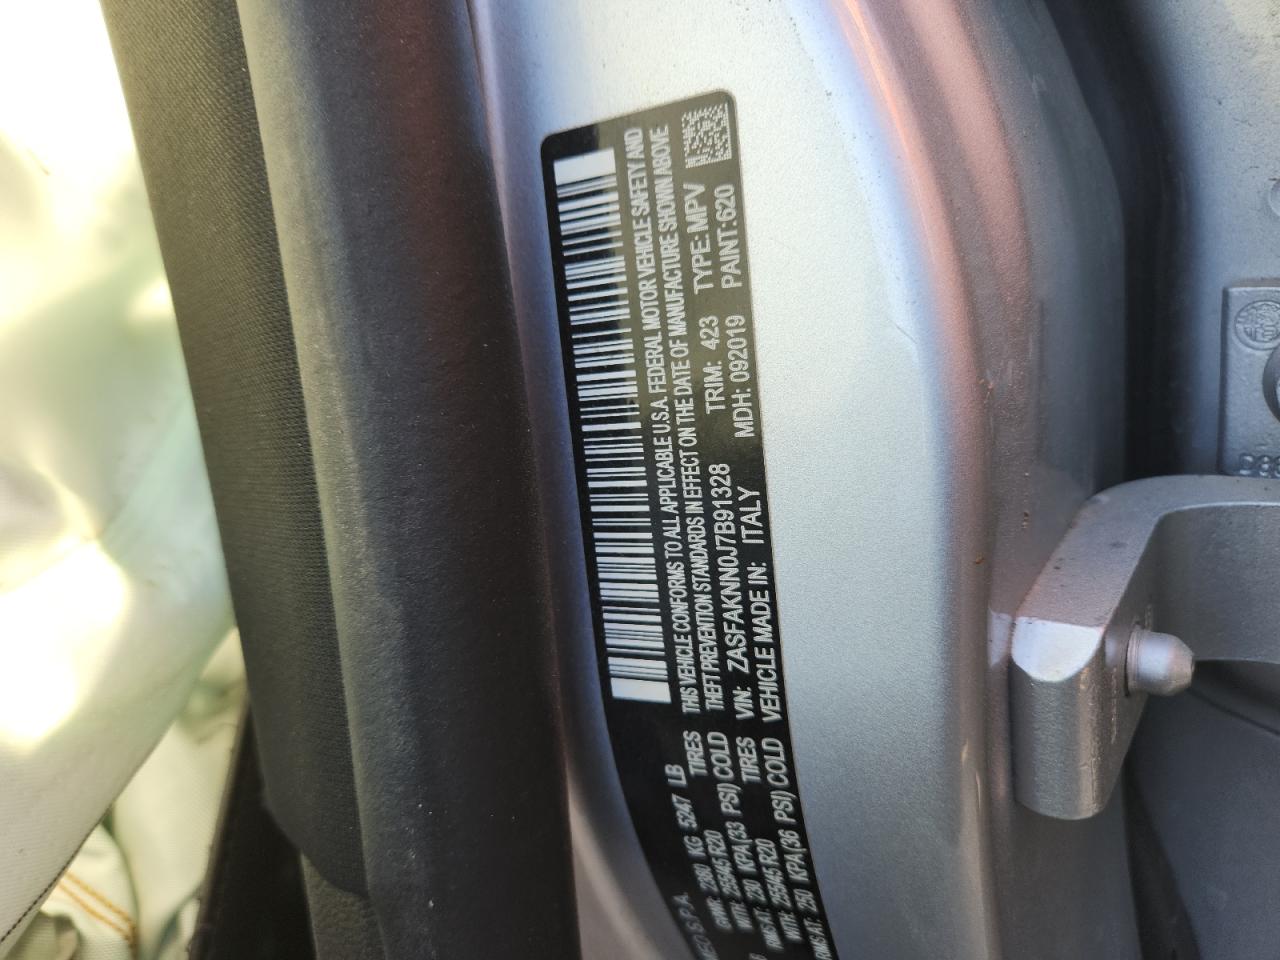 THIS VEHICLE CONFORMS TO ALL APPLICABLE U.S.A. FEDERAL MOTOR VEHICLE SAFETY AND
THEFT PREVENTION STANDARDS IN EFFECT ON THE DATE OF MANUFACTURE SHOWN ABOVE
VIN: ZASFAKNN0J7B91328 TRIM: 423 TYPE: MPV
VEHICLE MADE IN: ITALY MDH: 092019 PAINT: 620
S.P.A.
KG 5247 LB TIRES
255/45 R20
KPA (33 PSI) COLD
TIRES
255/45 R20
250 KPA (36 PSI) COLD